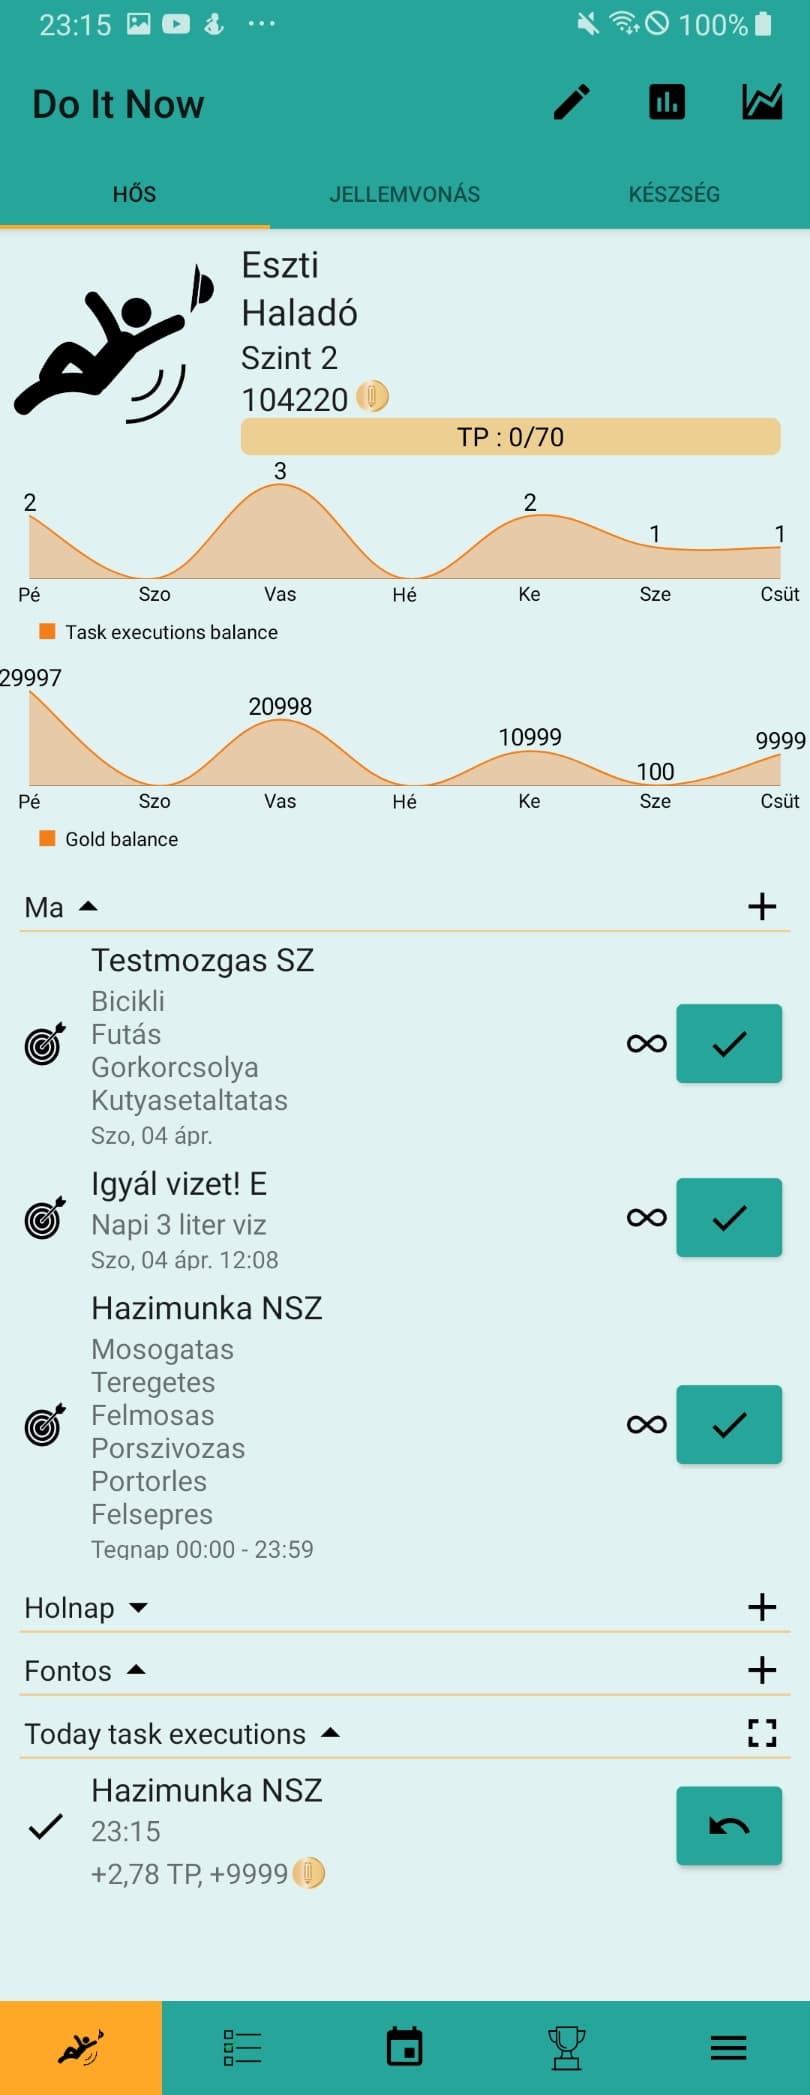 23:15 100%
Do It Now
HŐS JELLEMVONÁS KÉSZSÉG
Eszti
Haladó
Szint 2
104220
TP : 0/70
2 3 2 1 1
Pé Szo Vas Hé Ke Sze Csüt
Task executions balance
29997 20998 10999 100 9999
Pé Szo Vas Hé Ke Sze Csüt
Gold balance
Ma
Testmozgas SZ
Bicikli
Futás
Gorkorcsolya
Kutyasetaltatas
Szo, 04 ápr.
Igyál vizet! E
Napi 3 liter viz
Szo, 04 ápr. 12:08
Hazimunka NSZ
Mosogatas
Teregetes
Felmosas
Porszivozas
Portorles
Felsepres
Tegnap 00:00 - 23:59
Holnap
Fontos
Today task executions
Hazimunka NSZ
23:15
+2,78 TP, +9999